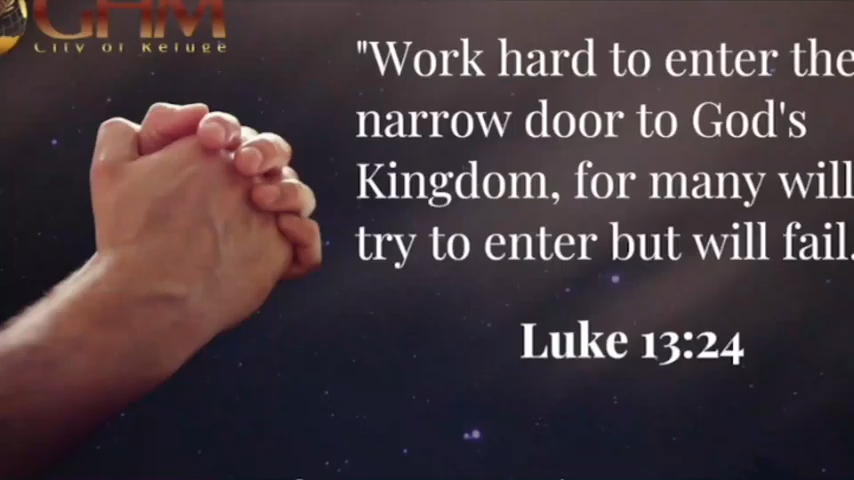 GHM
City of Refuge
"Work hard to enter the
narrow door to God's
Kingdom, for many will
try to enter but will fail.
Luke 13:24